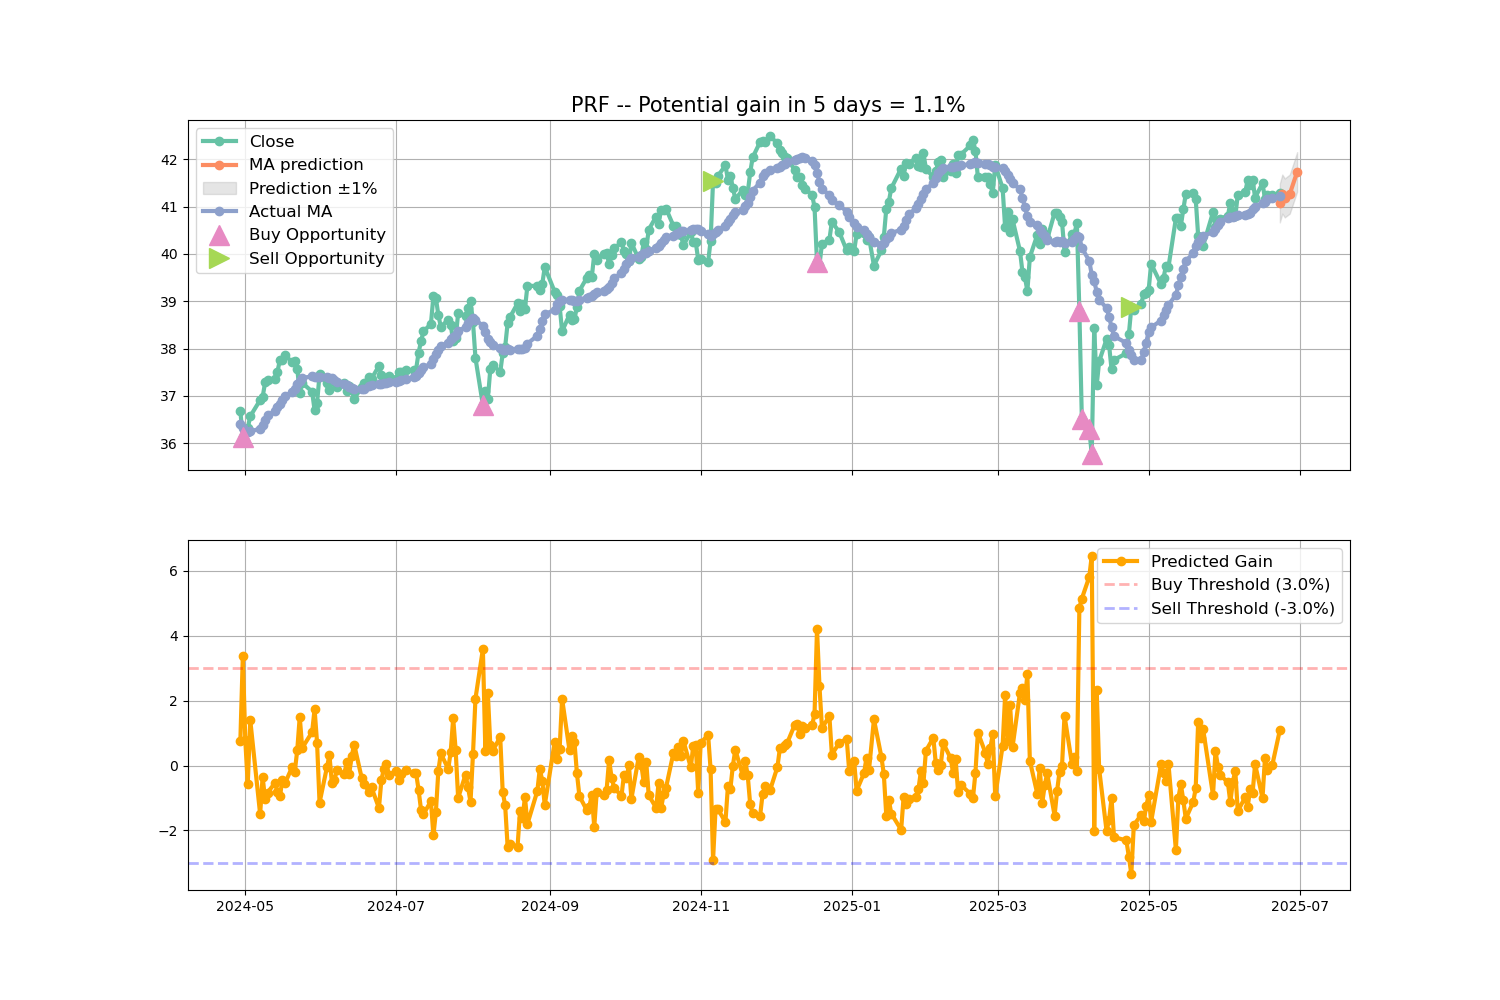 PRF -- Potential gain in 5 days = 1.1%
Close
MA prediction
Prediction ±1%
Actual MA
Buy Opportunity
Sell Opportunity
42
41
40
39
38
37
36
Predicted Gain
Buy Threshold (3.0%)
Sell Threshold (-3.0%)
6
4
2
0
−2
2024-05 2024-07 2024-09 2024-11 2025-01 2025-03 2025-05 2025-07